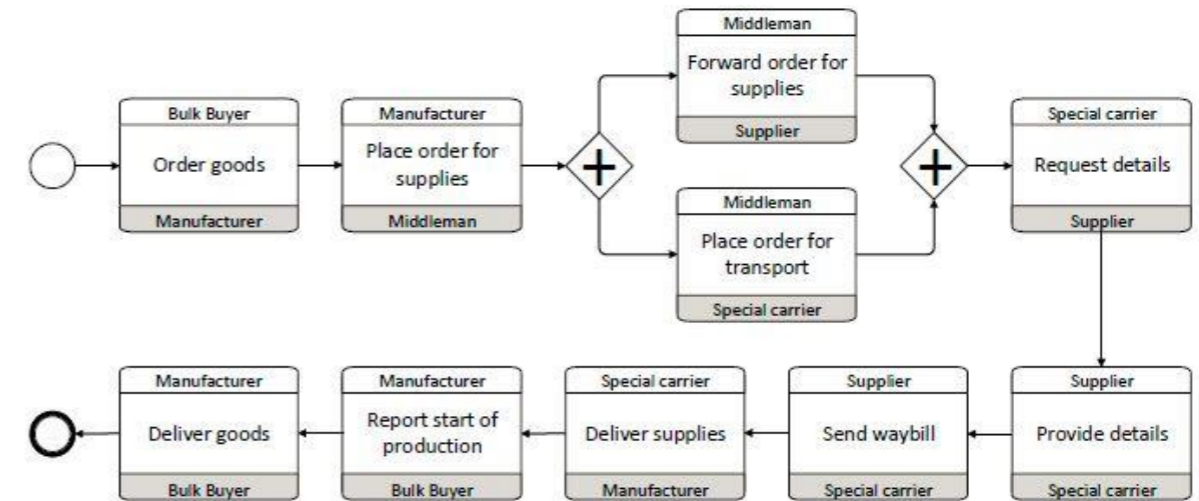 Bulk Buyer
Order goods
Manufacturer
Manufacturer
Place order for
supplies
Middleman
Middleman
Forward order for
supplies
Supplier
Middleman
Place order for
transport
Special carrier
Special carrier
Request details
Supplier
Supplier
Provide details
Special carrier
Supplier
Send waybill
Special carrier
Special carrier
Deliver supplies
Manufacturer
Manufacturer
Report start of
production
Bulk Buyer
Manufacturer
Deliver goods
Bulk Buyer